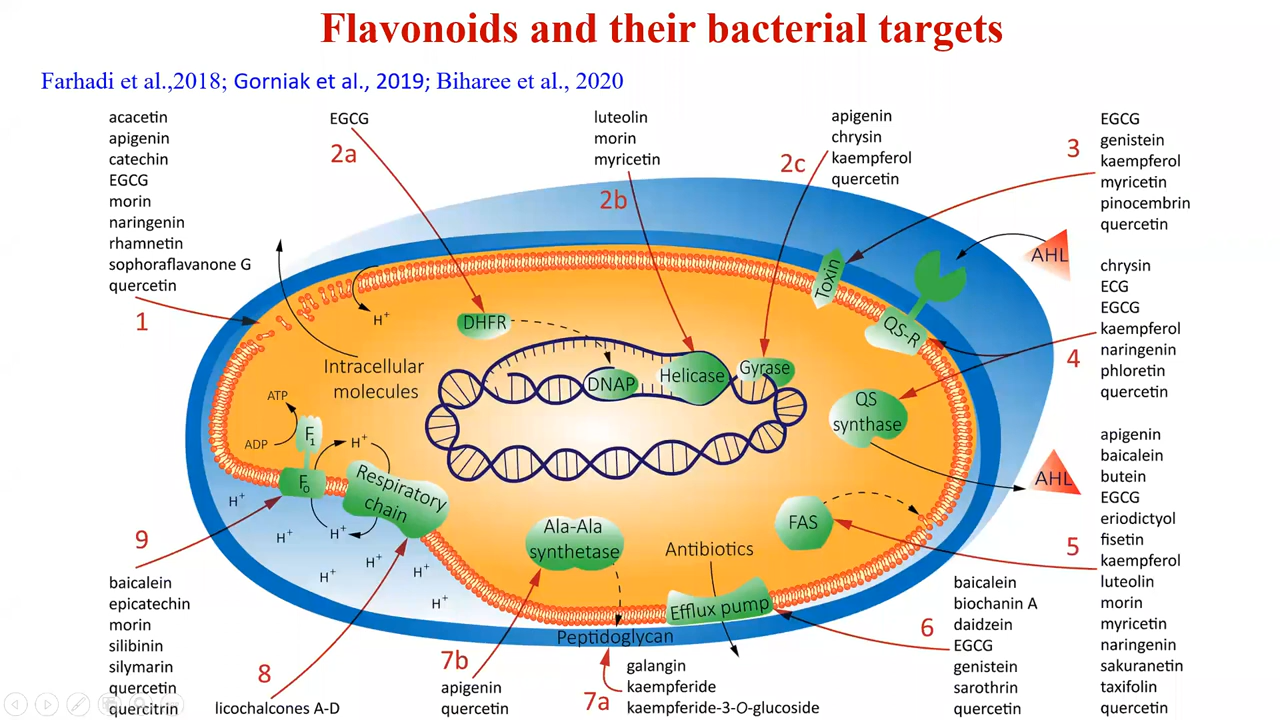 Flavonoids and their bacterial targets
Farhadi et al.,2018; Gorniak et al., 2019; Biharee et al., 2020
acacetin
apigenin
catechin
EGCG
morin
naringenin
rhamnetin
sophoraflavanone G
quercetin
1
EGCG
2a
luteolin
morin
myricetin
2b
apigenin
chrysin
kaempferol
quercetin
2c
EGCG
genistein
kaempferol
myricetin
pinocembrin
quercetin
3
AHL
Toxin
QS-R
chrysin
ECG
EGCG
kaempferol
naringenin
phloretin
quercetin
4
H+
DHFR
Intracellular
molecules
DNAP
Helicase
Gyrase
QS
synthase
AHL
ATP
ADP
F1
F0
H+
H+
Respiratory
chain
H+
H+
H+
H+
H+
H+
Ala-Ala
synthetase
Antibiotics
FAS
Efflux pump
Peptidoglycan
apigenin
baicalein
butein
EGCG
eriodictyol
fisetin
kaempferol
luteolin
morin
myricetin
naringenin
sakuranetin
taxifolin
quercetin
5
9
baicalein
epicatechin
morin
silibinin
silymarin
quercetin
quercitrin
8
licochalcones A-D
7b
apigenin
quercetin
7a
galangin
kaempferide
kaempferide-3-O-glucoside
6
baicalein
biochanin A
daidzein
EGCG
genistein
sarothrin
quercetin